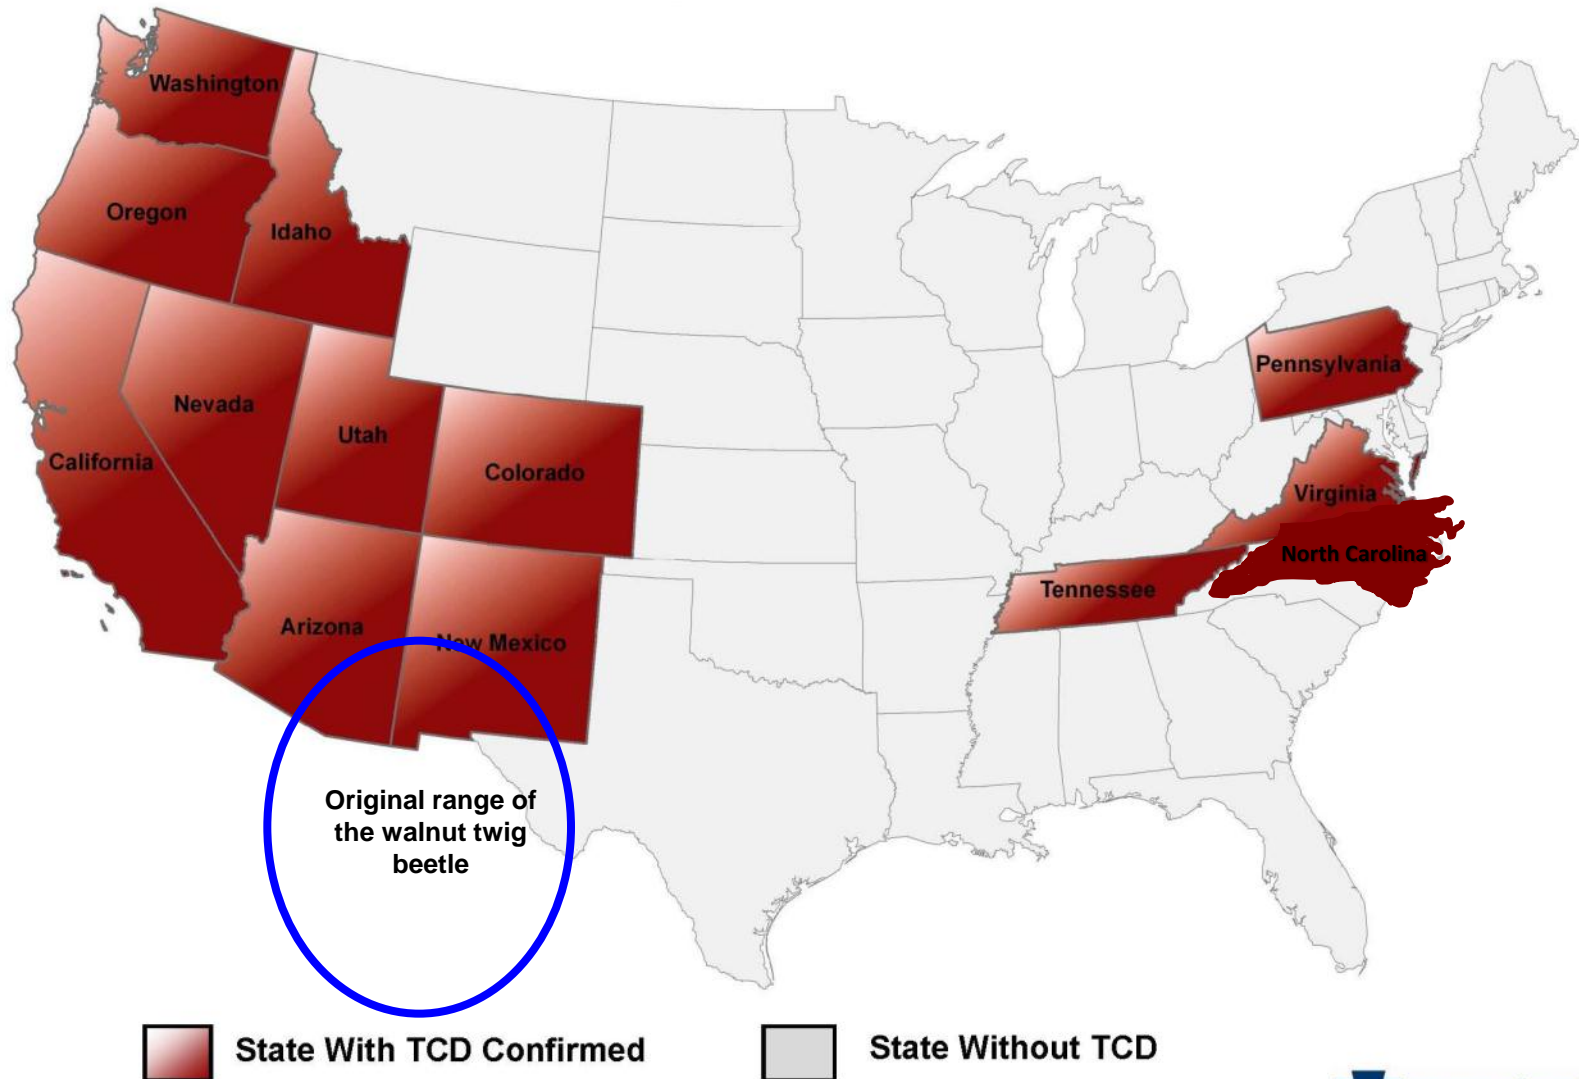 Washington
Oregon
Idaho
Nevada
Utah
Colorado
California
Arizona
New Mexico
Pennsylvania
Virginia
North Carolina
Tennessee
Original range of
the walnut twig
beetle
State With TCD Confirmed
State Without TCD